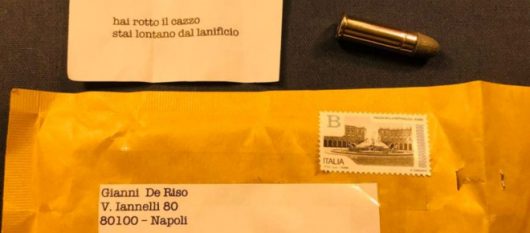 hai rotto il cazzo
stai lontano dal lanificio
B
ITALIA
Gianni De Riso
V. Iannelli 80
80100 - Napoli